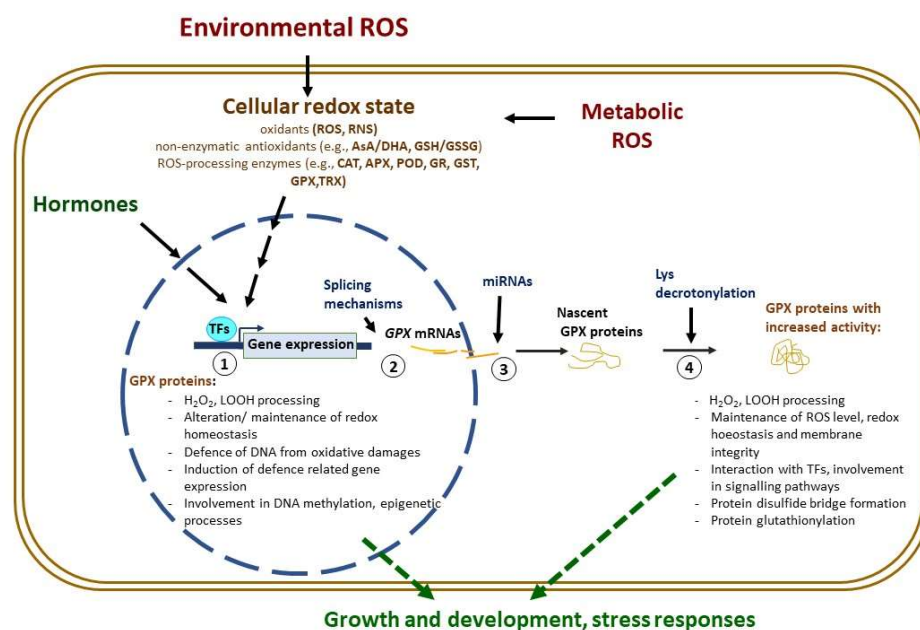 Environmental ROS
Cellular redox state
oxidants (ROS, RNS)
non-enzymatic antioxidants (e.g., AsA/DHA, GSH/GSSG)
ROS-processing enzymes (e.g., CAT, APX, POD, GR, GST,
GPX,TRX)
Metabolic
ROS
Hormones
Splicing
mechanisms
miRNAs
Lys
decrotonylation
TFs
Gene expression
GPX mRNAs
Nascent
GPX proteins
GPX proteins with
increased activity:
1
2
3
4
GPX proteins:
- H₂O₂, LOOH processing
- Alteration/ maintenance of redox
homeostasis
- Defence of DNA from oxidative damages
- Induction of defence related gene
expression
- Involvement in DNA methylation, epigenetic
processes
- H₂O₂, LOOH processing
- Maintenance of ROS level, redox
hoeostasis and membrane
integrity
- Interaction with TFs, involvement
in signalling pathways
- Protein disulfide bridge formation
- Protein glutathionylation
Growth and development, stress responses